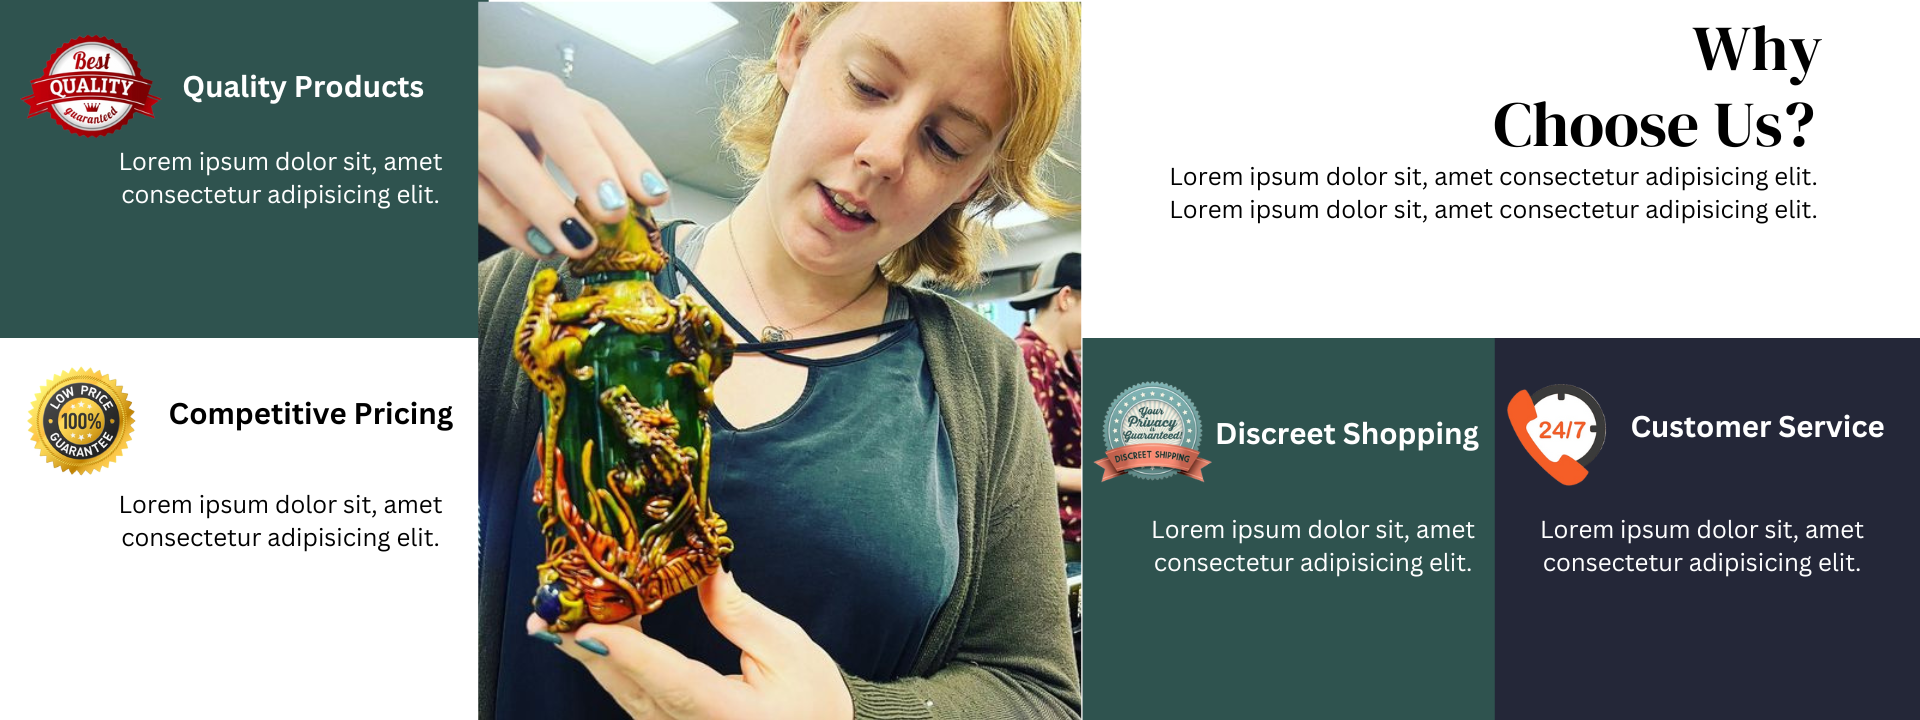 Best
QUALITY
guaranteed
Quality Products
Lorem ipsum dolor sit, amet
consectetur adipisicing elit.
LOW PRICE
100%
GUARANTEE
Competitive Pricing
Lorem ipsum dolor sit, amet
consectetur adipisicing elit.
Why
Choose Us?
Lorem ipsum dolor sit, amet consectetur adipisicing elit.
Lorem ipsum dolor sit, amet consectetur adipisicing elit.
Your
Privacy
is
Guaranteed!
DISCREET SHIPPING
Discreet Shopping
Lorem ipsum dolor sit, amet
consectetur adipisicing elit.
24/7
Customer Service
Lorem ipsum dolor sit, amet
consectetur adipisicing elit.